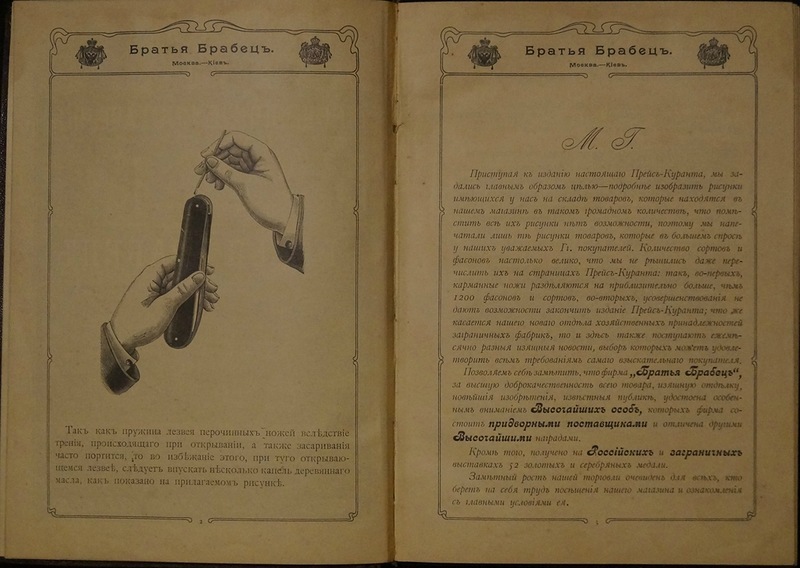 Братья Брабецъ.
Москва.—Кіевъ.
Такъ какъ пружина лезвея перочинныхъ ножей вслѣдствіе
тренія, происходящаго при открываніи, а также засариванія
часто портится, то во избѣжаніе этого, при туго открываю-
щемся лезвеѣ, слѣдуетъ впускать нѣсколько капель деревяннаго
масла, какъ показано на прилагаемомъ рисункѣ.
Братья Брабецъ.
Москва.—Кіевъ.
М. Г.
Приступая къ изданію настоящаго Прейсъ-Куранта, мы за-
дались главнымъ образомъ цѣлью—подробнѣе изобразить рисунки
имѣющихся у насъ на складѣ товаровъ, которые находятся въ
нашемъ магазинѣ въ такомъ громадномъ количествѣ, что помѣ-
стить всѣ ихъ рисунки нѣтъ возможности, поэтому мы напе-
чатали лишь тѣ рисунки товаровъ, которые въ большемъ спросѣ
у нашихъ уважаемыхъ Гг. покупателей. Количество сортовъ и
фасоновъ настолько велико, что мы не рѣшились даже пере-
числить ихъ на страницахъ Прейсъ-Куранта: такъ, во-первыхъ,
карманные ножи раздѣляются на приблизительно больше, чѣмъ
1200 фасоновъ и сортовъ, во-вторыхъ, усовершенствованія не
даютъ возможности закончить изданіе Прейсъ-Куранта; что же
касается нашего новаго отдѣла хозяйственныхъ принадлежностей
заграничныхъ фабрикъ, то и здѣсь также поступаютъ ежемѣ-
сячно разныя изящныя новости, выборъ которыхъ можетъ удовле-
творить всѣмъ требованіямъ самаго взыскательнаго покупателя.
Позволяемъ себѣ замѣтить, что фирма „Братья Брабецъ“,
за высшую доброкачественность всего товара, изящную отдѣлку,
новѣйшія изобрѣтенія, извѣстныя публикѣ, удостоена особен-
нымъ вниманіемъ Высочайшихъ особъ, которыхъ фирма со-
стоитъ придворными поставщиками и отличена другими
Высочайшими наградами.
Кромѣ того, получено на Россійскихъ и заграничныхъ
выставкахъ 52 золотыхъ и серебряныхъ медали.
Замѣтный ростъ нашей торговли очевиденъ для всѣхъ, кто
беретъ на себя трудъ посѣщенія нашего магазина и ознакомленія
съ главными условіями ея.